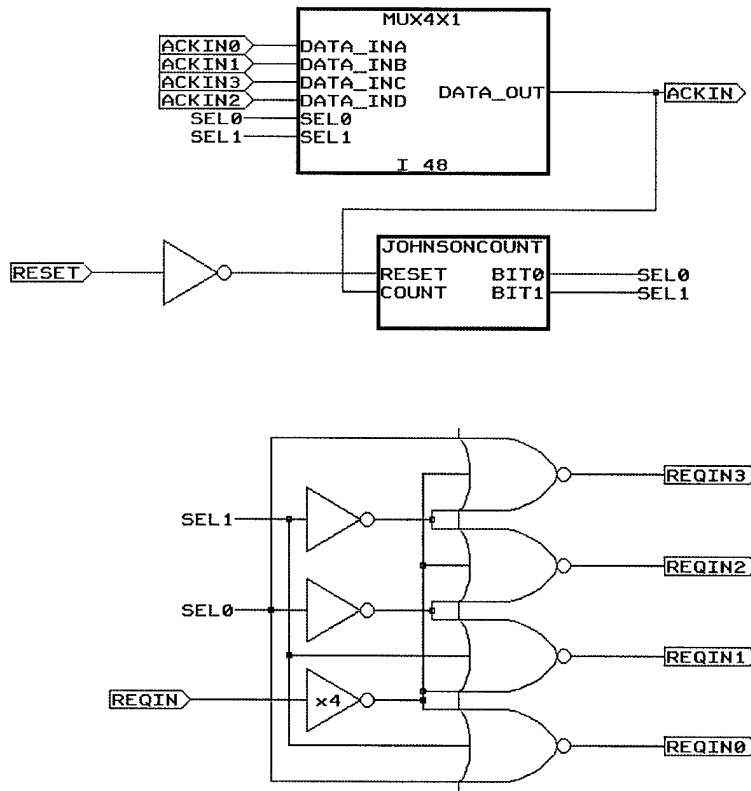 MUX4X1
ACKIN0 DATA_INA
ACKIN1 DATA_INB
ACKIN3 DATA_INC
ACKIN2 DATA_IND
SEL0 SEL0
SEL1 SEL1
DATA_OUT ACKIN
I_48
JOHNSONCOUNT
RESET RESET BIT0 SEL0
COUNT BIT1 SEL1
REQIN3
SEL1
REQIN2
SEL0
REQIN1
REQIN x4
REQIN0